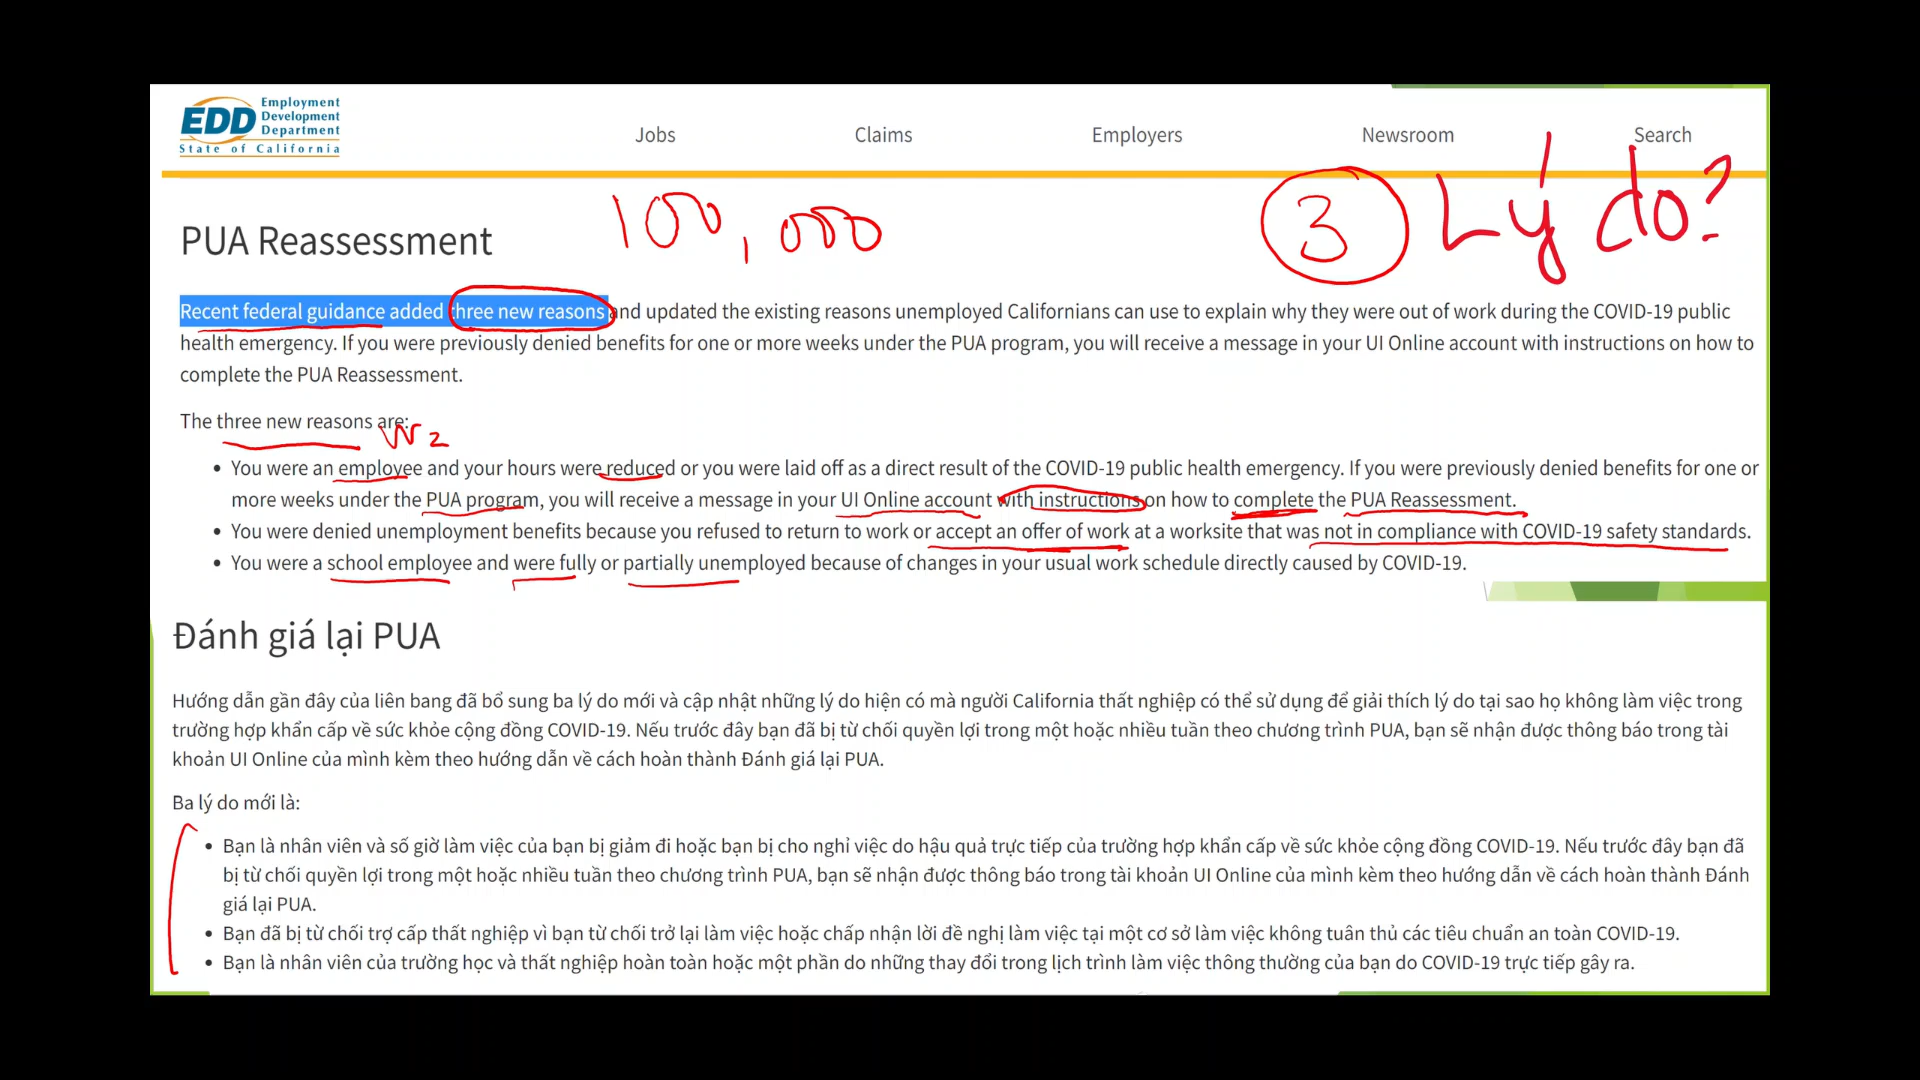 EDD Employment
Development
Department
State of California
Jobs Claims Employers Newsroom Search
100,000
3 Lý do?
PUA Reassessment
Recent federal guidance added three new reasons and updated the existing reasons unemployed Californians can use to explain why they were out of work during the COVID-19 public
health emergency. If you were previously denied benefits for one or more weeks under the PUA program, you will receive a message in your UI Online account with instructions on how to
complete the PUA Reassessment.
The three new reasons are:
W2
• You were an employee and your hours were reduced or you were laid off as a direct result of the COVID-19 public health emergency. If you were previously denied benefits for one or
more weeks under the PUA program, you will receive a message in your UI Online account with instructions on how to complete the PUA Reassessment.
• You were denied unemployment benefits because you refused to return to work or accept an offer of work at a worksite that was not in compliance with COVID-19 safety standards.
• You were a school employee and were fully or partially unemployed because of changes in your usual work schedule directly caused by COVID-19.
Đánh giá lại PUA
Hướng dẫn gần đây của liên bang đã bổ sung ba lý do mới và cập nhật những lý do hiện có mà người California thất nghiệp có thể sử dụng để giải thích lý do tại sao họ không làm việc trong
trường hợp khẩn cấp về sức khỏe cộng đồng COVID-19. Nếu trước đây bạn đã bị từ chối quyền lợi trong một hoặc nhiều tuần theo chương trình PUA, bạn sẽ nhận được thông báo trong tài
khoản UI Online của mình kèm theo hướng dẫn về cách hoàn thành Đánh giá lại PUA.
Ba lý do mới là:
• Bạn là nhân viên và số giờ làm việc của bạn bị giảm đi hoặc bạn bị cho nghỉ việc do hậu quả trực tiếp của trường hợp khẩn cấp về sức khỏe cộng đồng COVID-19. Nếu trước đây bạn đã
bị từ chối quyền lợi trong một hoặc nhiều tuần theo chương trình PUA, bạn sẽ nhận được thông báo trong tài khoản UI Online của mình kèm theo hướng dẫn về cách hoàn thành Đánh
giá lại PUA.
• Bạn đã bị từ chối trợ cấp thất nghiệp vì bạn từ chối trở lại làm việc hoặc chấp nhận lời đề nghị làm việc tại một cơ sở làm việc không tuân thủ các tiêu chuẩn an toàn COVID-19.
• Bạn là nhân viên của trường học và thất nghiệp hoàn toàn hoặc một phần do những thay đổi trong lịch trình làm việc thông thường của bạn do COVID-19 trực tiếp gây ra.